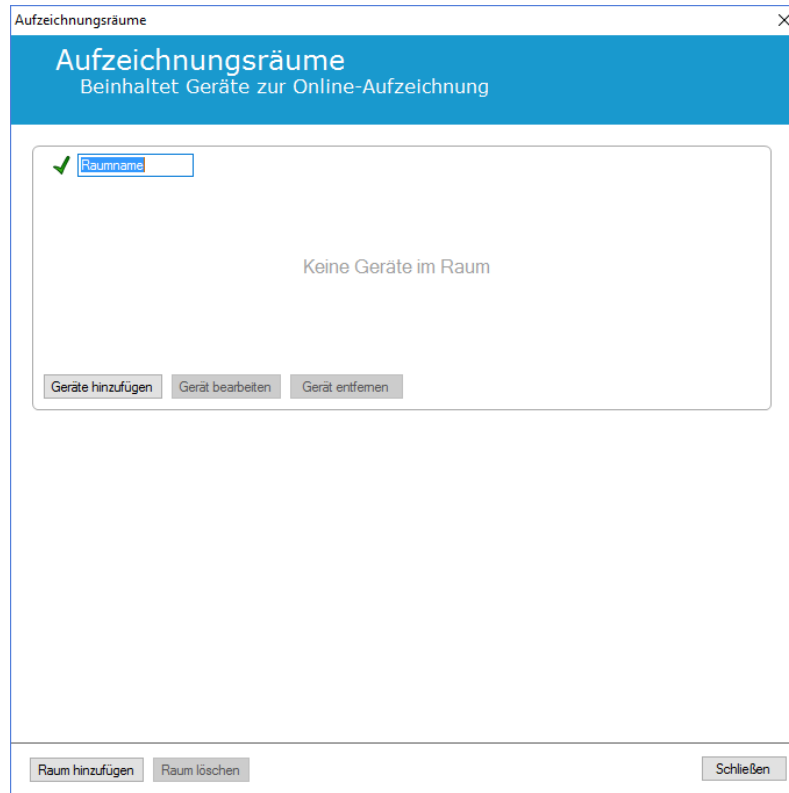 Aufzeichnungsräume
Aufzeichnungsräume
Beinhaltet Geräte zur Online-Aufzeichnung
Raumname
Keine Geräte im Raum
Geräte hinzufügen Gerät bearbeiten Gerät entfernen
Raum hinzufügen Raum löschen Schließen